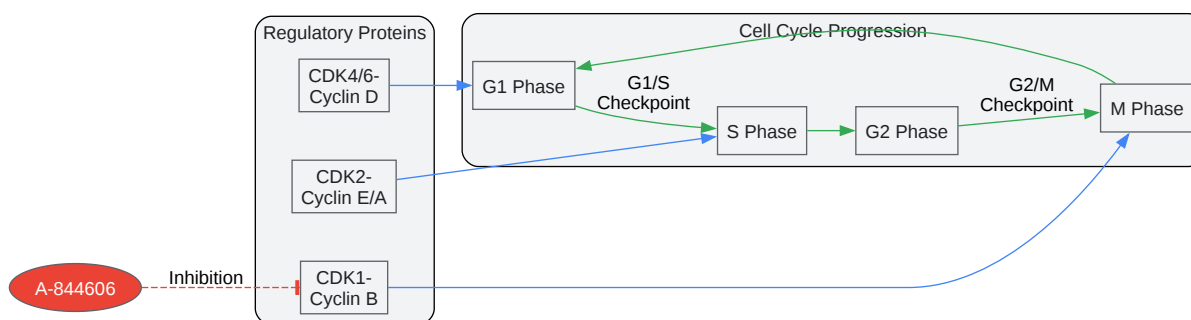 Regulatory Proteins
Cell Cycle Progression
CDK4/6-
Cyclin D
G1 Phase
G1/S
Checkpoint
G2/M
Checkpoint
M Phase
S Phase
G2 Phase
CDK2-
Cyclin E/A
A-844606
Inhibition
CDK1-
Cyclin B